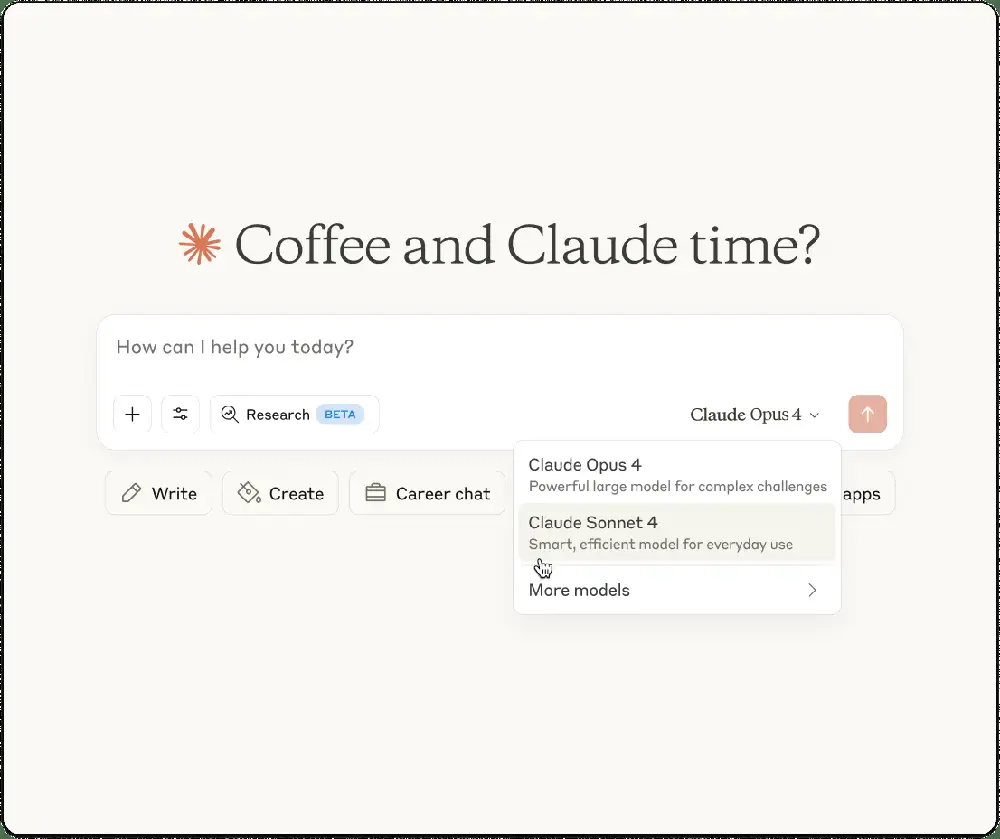 Coffee and Claude time?
How can I help you today?
Research BETA
Claude Opus 4
Write
Create
Career chat
apps
Claude Opus 4
Powerful large model for complex challenges
Claude Sonnet 4
Smart, efficient model for everyday use
More models